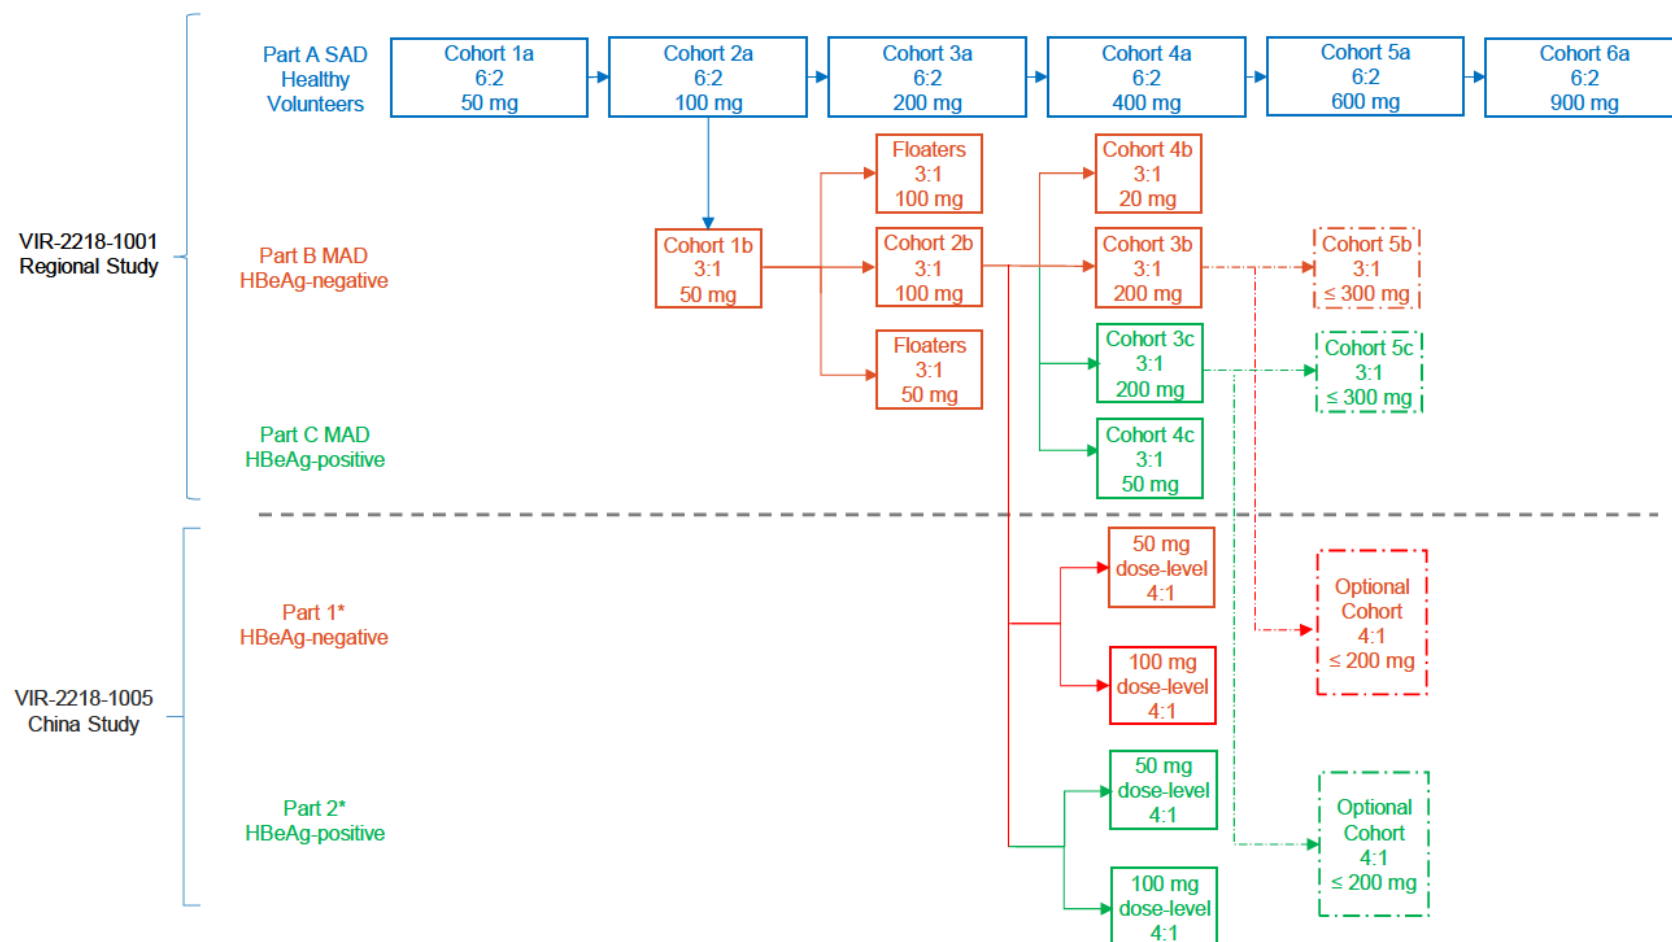 Part A SAD
Healthy
Volunteers
Cohort 1a
6:2
50 mg
Cohort 2a
6:2
100 mg
Cohort 3a
6:2
200 mg
Cohort 4a
6:2
400 mg
Cohort 5a
6:2
600 mg
Cohort 6a
6:2
900 mg
VIR-2218-1001
Regional Study
Part B MAD
HBeAg-negative
Cohort 1b
3:1
50 mg
Floaters
3:1
100 mg
Cohort 2b
3:1
100 mg
Floaters
3:1
50 mg
Cohort 4b
3:1
20 mg
Cohort 3b
3:1
200 mg
Cohort 5b
3:1
≤ 300 mg
Part C MAD
HBeAg-positive
Cohort 3c
3:1
200 mg
Cohort 4c
3:1
50 mg
Cohort 5c
3:1
≤ 300 mg
VIR-2218-1005
China Study
Part 1*
HBeAg-negative
50 mg
dose-level
4:1
100 mg
dose-level
4:1
Optional
Cohort
4:1
≤ 200 mg
Part 2*
HBeAg-positive
50 mg
dose-level
4:1
100 mg
dose-level
4:1
Optional
Cohort
4:1
≤ 200 mg